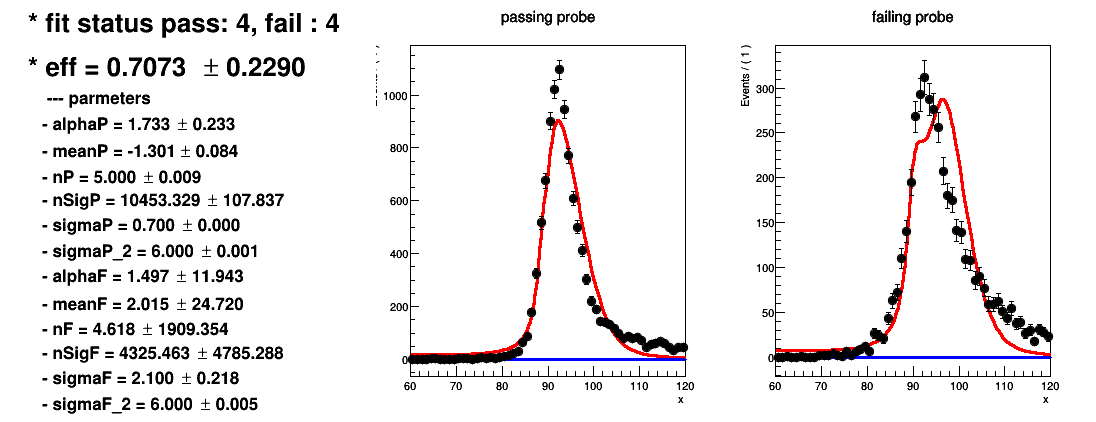 * fit status pass: 4, fail : 4
* eff = 0.7073 ± 0.2290
--- parmeters
- alphaP = 1.733 ± 0.233
- meanP = -1.301 ± 0.084
- nP = 5.000 ± 0.009
- nSigP = 10453.329 ± 107.837
- sigmaP = 0.700 ± 0.000
- sigmaP_2 = 6.000 ± 0.001
- alphaF = 1.497 ± 11.943
- meanF = 2.015 ± 24.720
- nF = 4.618 ± 1909.354
- nSigF = 4325.463 ± 4785.288
- sigmaF = 2.100 ± 0.218
- sigmaF_2 = 6.000 ± 0.005
passing probe
1000
800
600
400
200
0
60 70 80 90 100 110 120
x
failing probe
Events / ( 1 )
300
250
200
150
100
50
0
60 70 80 90 100 110 120
x